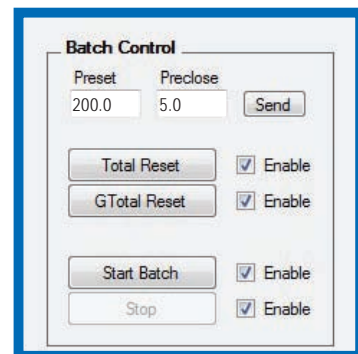 Batch Control
Preset Preclose
200.0 5.0 Send
Total Reset Enable
GTotal Reset Enable
Start Batch Enable
Stop Enable